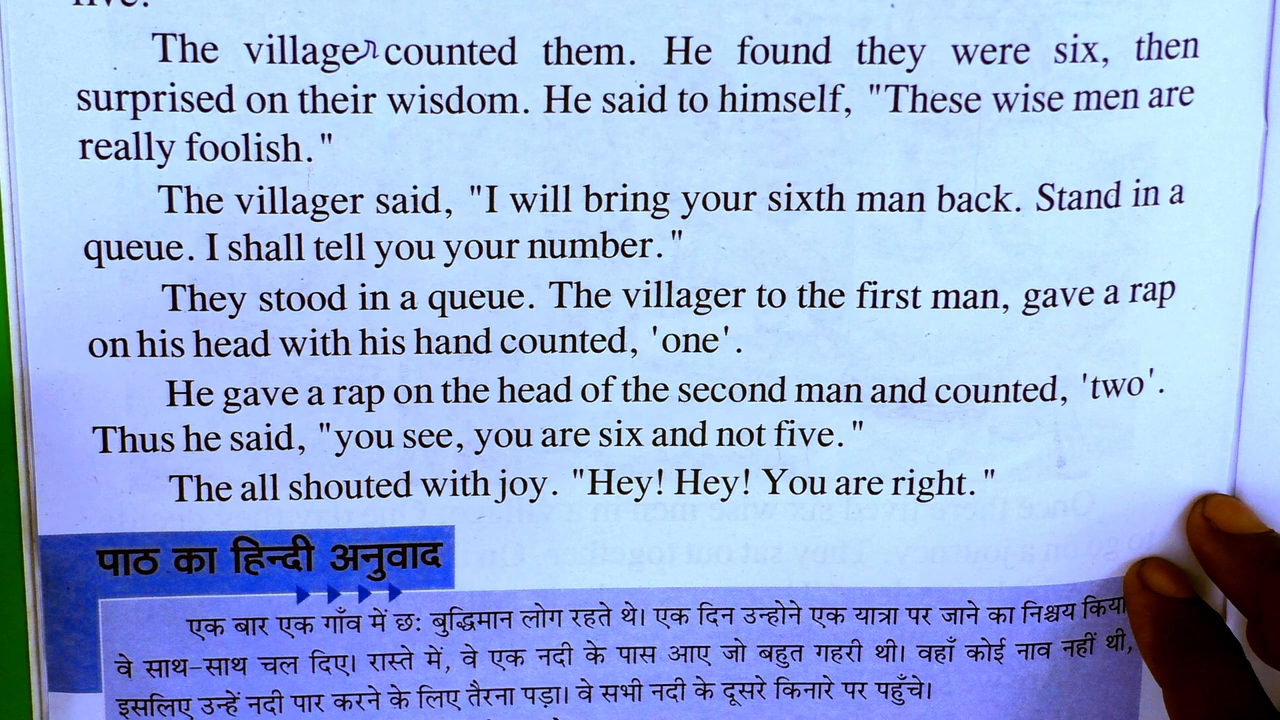 The villager counted them. He found they were six, then
surprised on their wisdom. He said to himself, "These wise men are
really foolish."
The villager said, "I will bring your sixth man back. Stand in a
queue. I shall tell you your number."
They stood in a queue. The villager to the first man, gave a rap
on his head with his hand counted, 'one'.
He gave a rap on the head of the second man and counted, 'two'.
Thus he said, "you see, you are six and not five."
The all shouted with joy. "Hey! Hey! You are right."
पाठ का हिन्दी अनुवाद
एक बार एक गाँव में छः बुद्धिमान लोग रहते थे। एक दिन उन्होने एक यात्रा पर जाने का निश्चय किया
वे साथ-साथ चल दिए। रास्ते में, वे एक नदी के पास आए जो बहुत गहरी थी। वहाँ कोई नाव नहीं थी,
इसलिए उन्हें नदी पार करने के लिए तैरना पड़ा। वे सभी नदी के दूसरे किनारे पर पहुँचे।